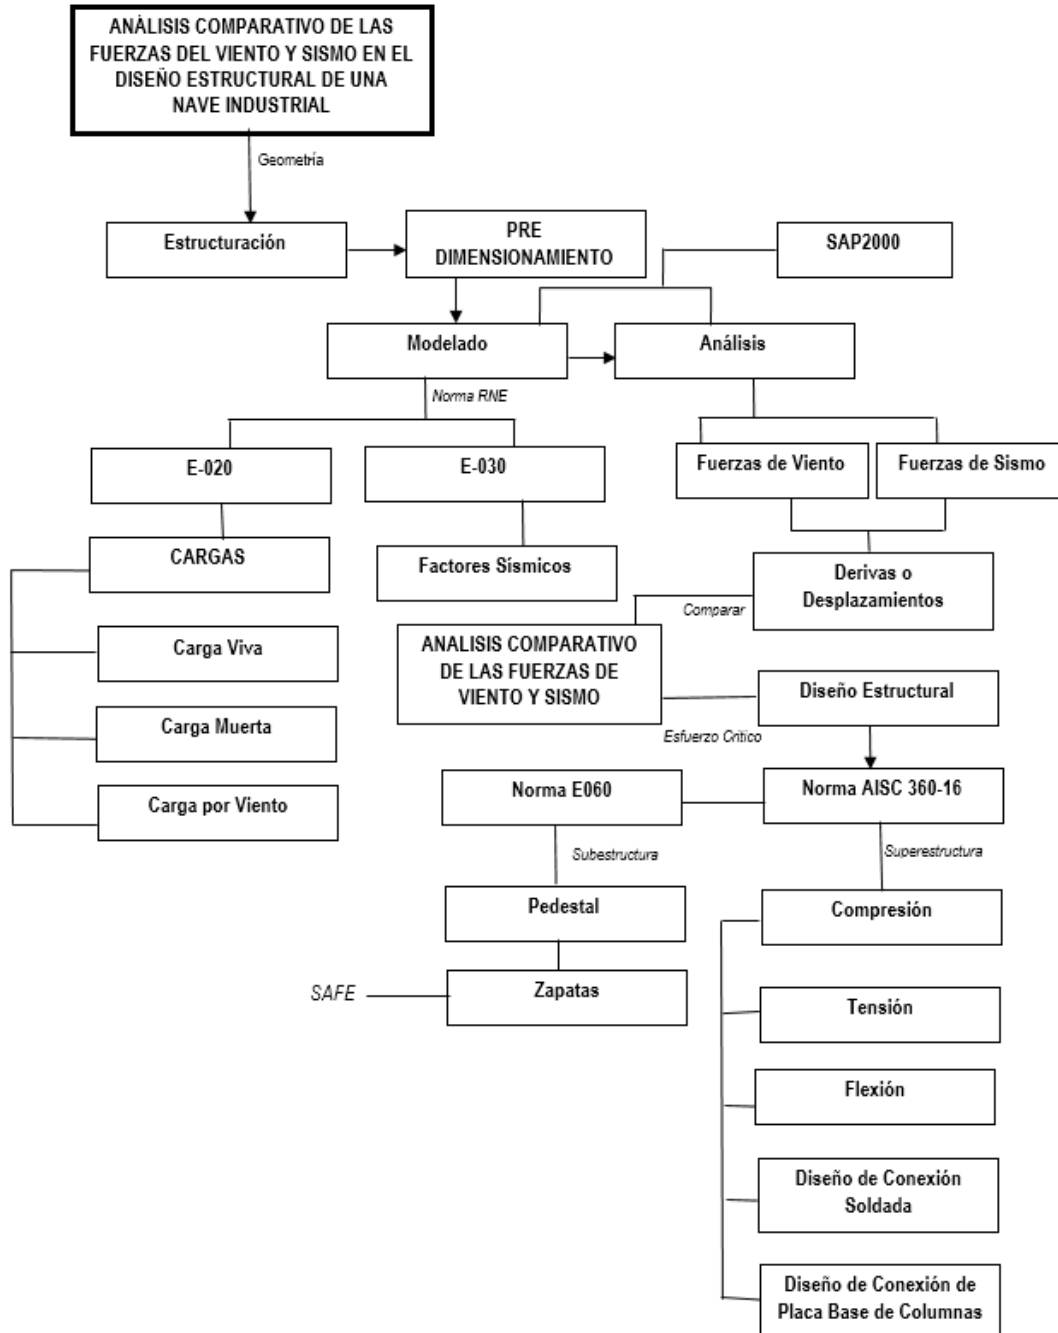 ANÀLISIS COMPARATIVO DE LAS
FUERZAS DEL VIENTO Y SISMO EN EL
DISEÑO ESTRUCTURAL DE UNA
NAVE INDUSTRIAL
Geometría
Estructuración
PRE
DIMENSIONAMIENTO
SAP2000
Modelado
Análisis
Norma RNE
E-020
E-030
Fuerzas de Viento
Fuerzas de Sismo
CARGAS
Factores Sísmicos
Derivas o
Desplazamientos
Comparar
Carga Viva
ANALISIS COMPARATIVO
DE LAS FUERZAS DE
VIENTO Y SISMO
Diseño Estructural
Carga Muerta
Esfuerzo Critico
Carga por Viento
Norma E060
Norma AISC 360-16
Subestructura
Superestructura
Pedestal
Compresión
SAFE
Zapatas
Tensión
Flexión
Diseño de Conexión
Soldada
Diseño de Conexión de
Placa Base de Columnas